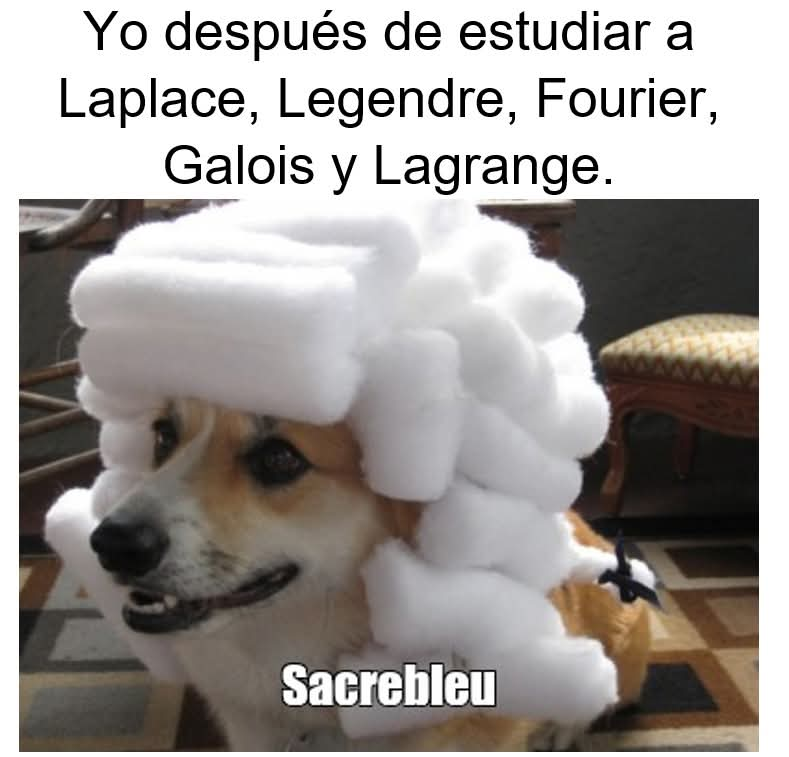 Yo después de estudiar a
Laplace, Legendre, Fourier,
Galois y Lagrange.
Sacrebleu